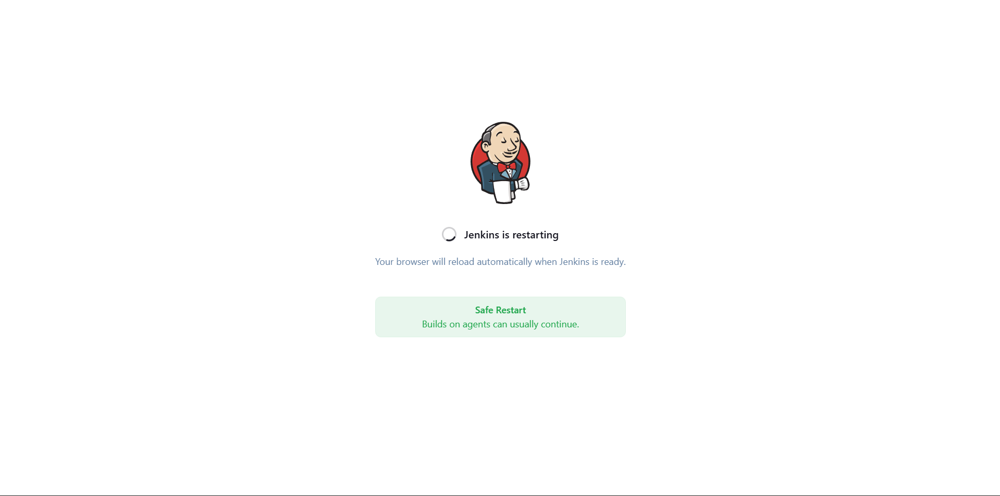 Jenkins is restarting
Your browser will reload automatically when Jenkins is ready.
Safe Restart
Builds on agents can usually continue.